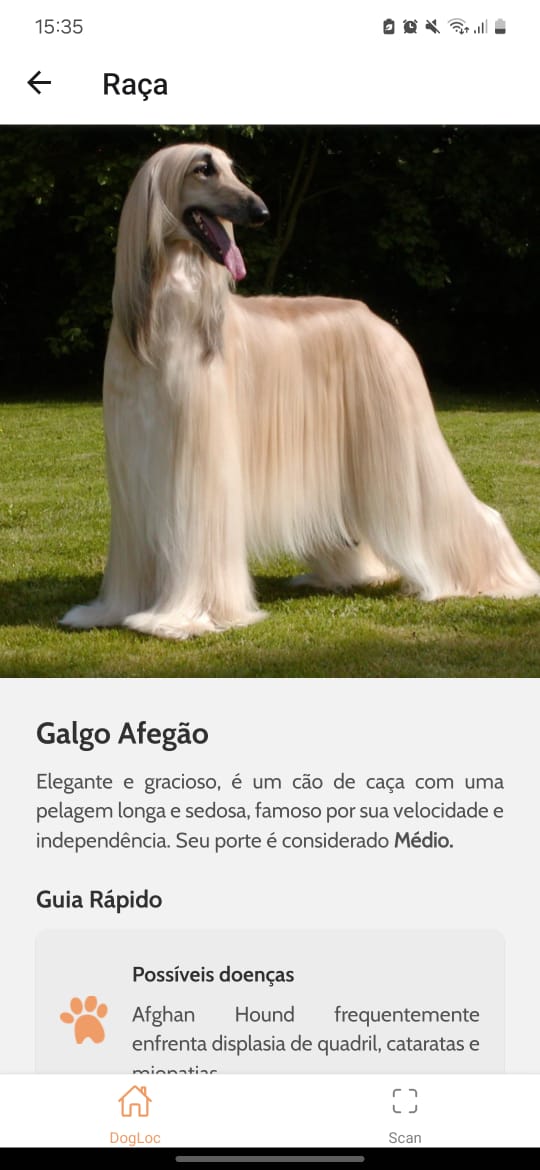 15:35
Raça
Galgo Afegão
Elegante e gracioso, é um cão de caça com uma
pelagem longa e sedosa, famoso por sua velocidade e
independência. Seu porte é considerado Médio.
Guia Rápido
Possíveis doenças
Afghan Hound frequentemente
enfrenta displasia de quadril, cataratas e
miopatias
DogLoc
Scan